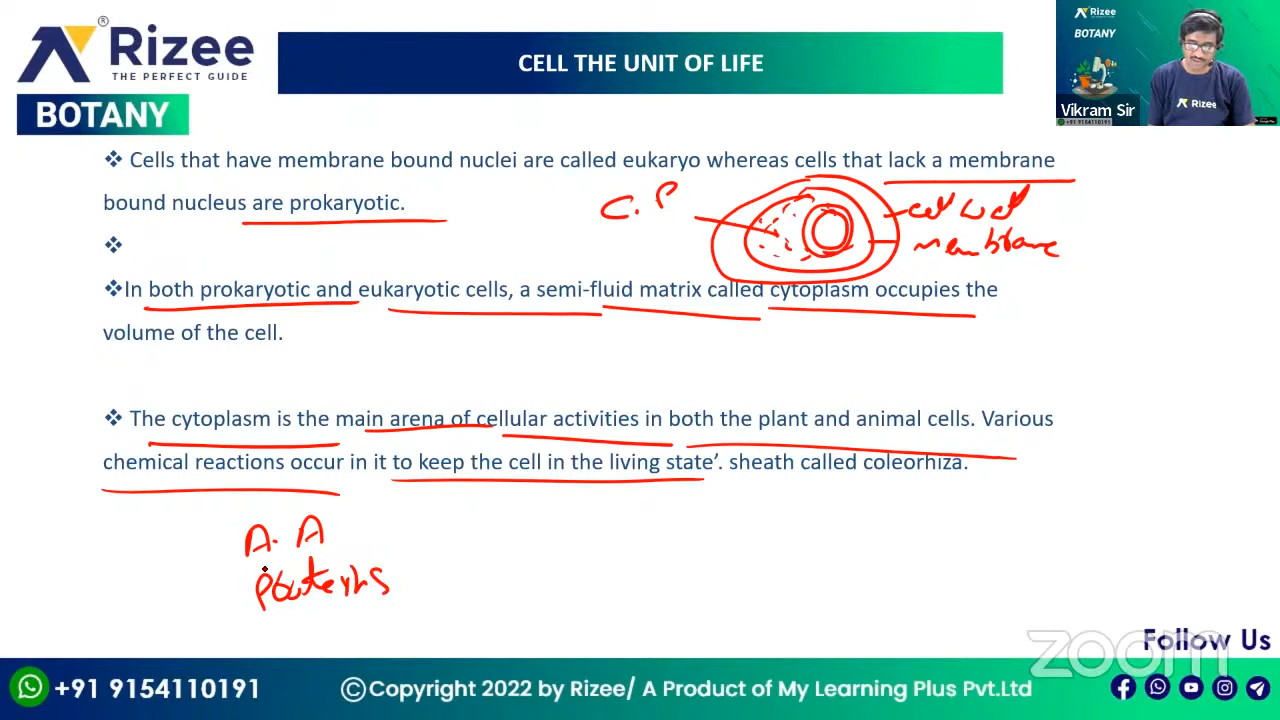 Rizee
®
THE PERFECT GUIDE
BOTANY
CELL THE UNIT OF LIFE
Rizee
BOTANY
Rizee
Vikram Sir
+91 9154110191
❖ Cells that have membrane bound nuclei are called eukaryo whereas cells that lack a membrane
bound nucleus are prokaryotic.
C. P
cell wall
membrane
❖
❖In both prokaryotic and eukaryotic cells, a semi-fluid matrix called cytoplasm occupies the
volume of the cell.
❖ The cytoplasm is the main arena of cellular activities in both the plant and animal cells. Various
chemical reactions occur in it to keep the cell in the living state’. sheath called coleorhiza.
A. A
Proteins
zoom
Follow Us
+91 9154110191
©Copyright 2022 by Rizee/ A Product of My Learning Plus Pvt.Ltd